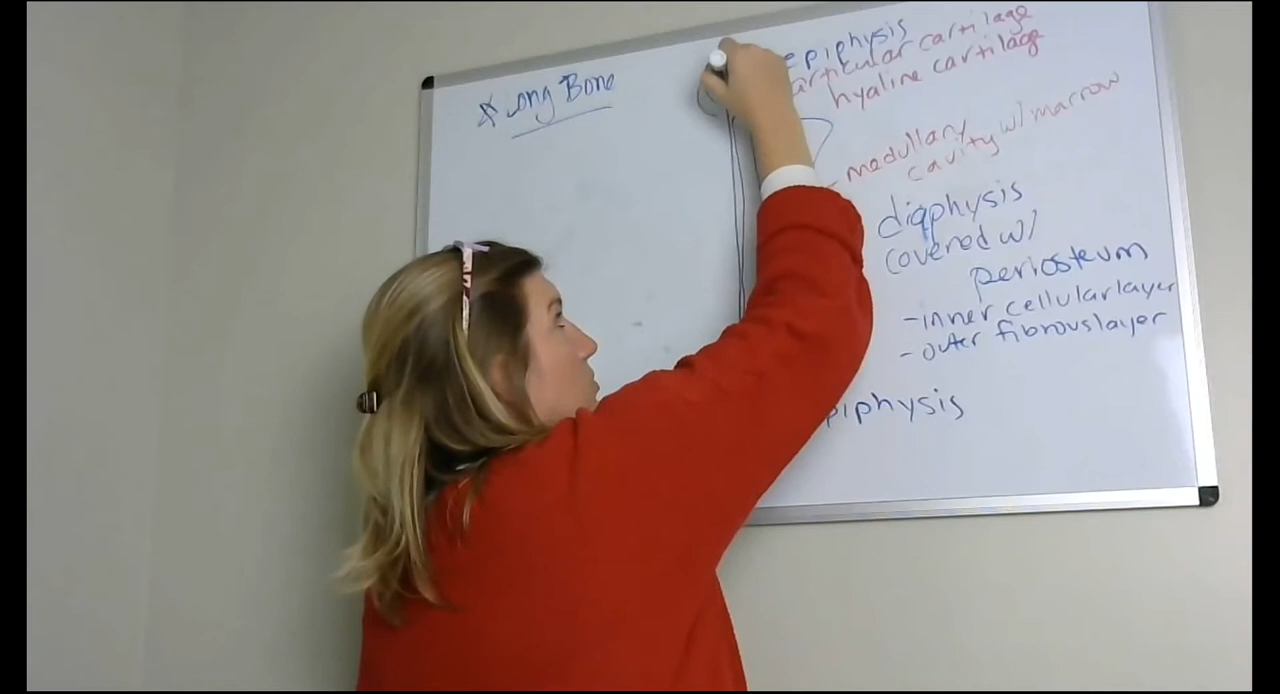 Long Bone
epiphysis
articular cartilage
hyaline cartilage
medullary
cavity w/ marrow
diaphysis
covered w/
periosteum
- inner cellular layer
- outer fibrous layer
piphysis